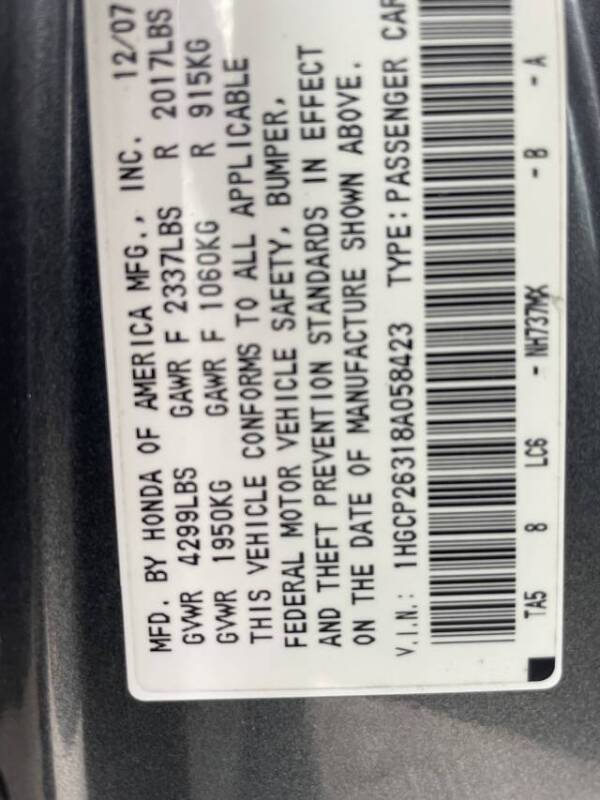 MFD. BY HONDA OF AMERICA MFG., INC. 12/07
GVWR 4299LBS GAWR F 2337LBS R 2017LBS
GVWR 1950KG GAWR F 1060KG R 915KG
THIS VEHICLE CONFORMS TO ALL APPLICABLE
FEDERAL MOTOR VEHICLE SAFETY, BUMPER,
AND THEFT PREVENTION STANDARDS IN EFFECT
ON THE DATE OF MANUFACTURE SHOWN ABOVE.
V.I.N.: 1HGCP26318A058423 TYPE: PASSENGER CAR
TA5 8 LC6 - NH737MX - B - A